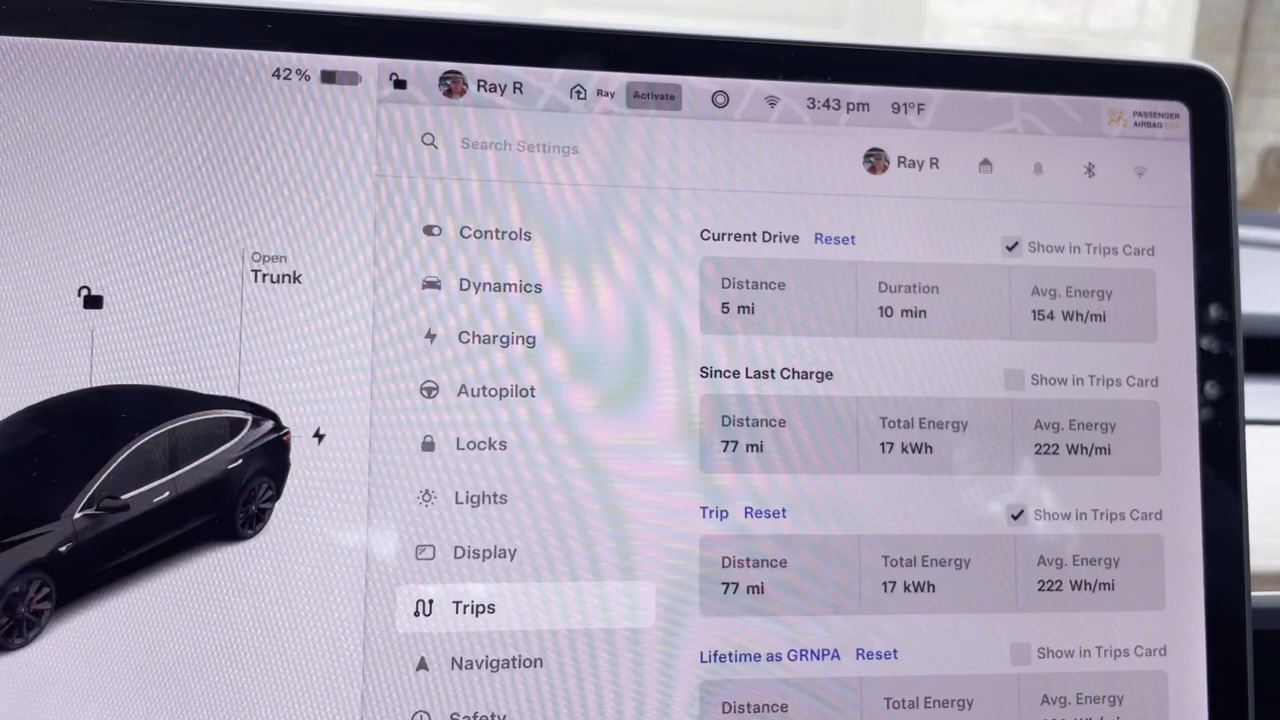 42%
Ray R
Ray
Activate
3:43 pm
91°F
PASSENGER
AIRBAG
Search Settings
Ray R
Open
Trunk
Controls
Dynamics
Charging
Autopilot
Locks
Lights
Display
Trips
Navigation
Safety
Current Drive Reset
Show in Trips Card
Distance
5 mi
Duration
10 min
Avg. Energy
154 Wh/mi
Since Last Charge
Show in Trips Card
Distance
77 mi
Total Energy
17 kWh
Avg. Energy
222 Wh/mi
Trip Reset
Show in Trips Card
Distance
77 mi
Total Energy
17 kWh
Avg. Energy
222 Wh/mi
Lifetime as GRNPA Reset
Show in Trips Card
Distance
Total Energy
Avg. Energy